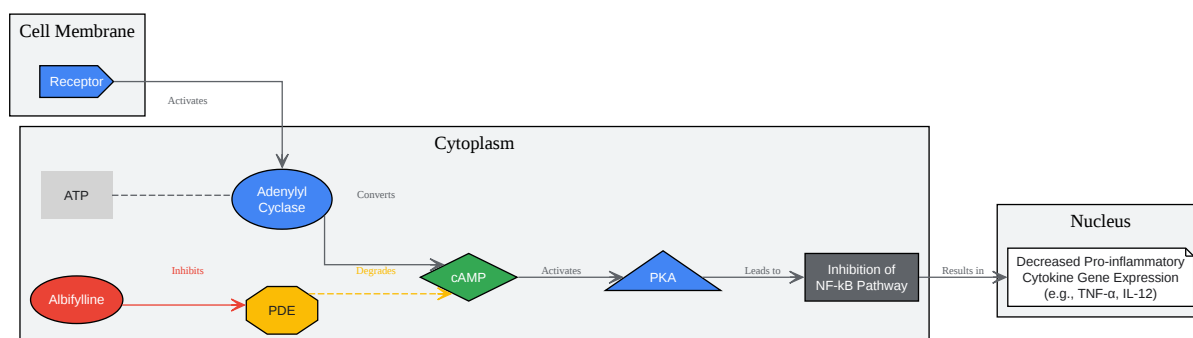 Cell Membrane
Receptor
Activates
Cytoplasm
ATP
Adenylyl
Cyclase
Converts
Nucleus
Inhibits
Degrades
cAMP
Activates
PKA
Leads to
Inhibition of
NF-kB Pathway
Results in
Decreased Pro-inflammatory
Cytokine Gene Expression
(e.g., TNF-α, IL-12)
Albifylline
PDE